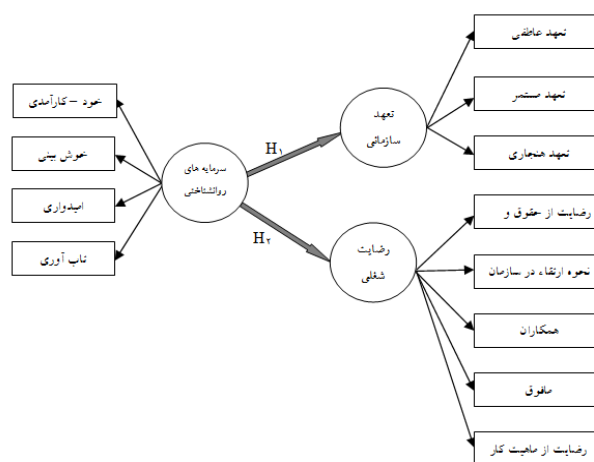 تعهد عاطفی
تعهد مستمر
تعهد هنجاری
تعهد
سازمانی
H۱
خود – کارآمدی
خوش بینی
امیدواری
تاب آوری
سرمایه های
روانشناختی
H۲
رضایت
شغلی
رضایت از حقوق و
نحوه ارتقاء در سازمان
همکاران
مافوق
رضایت از ماهیت کار